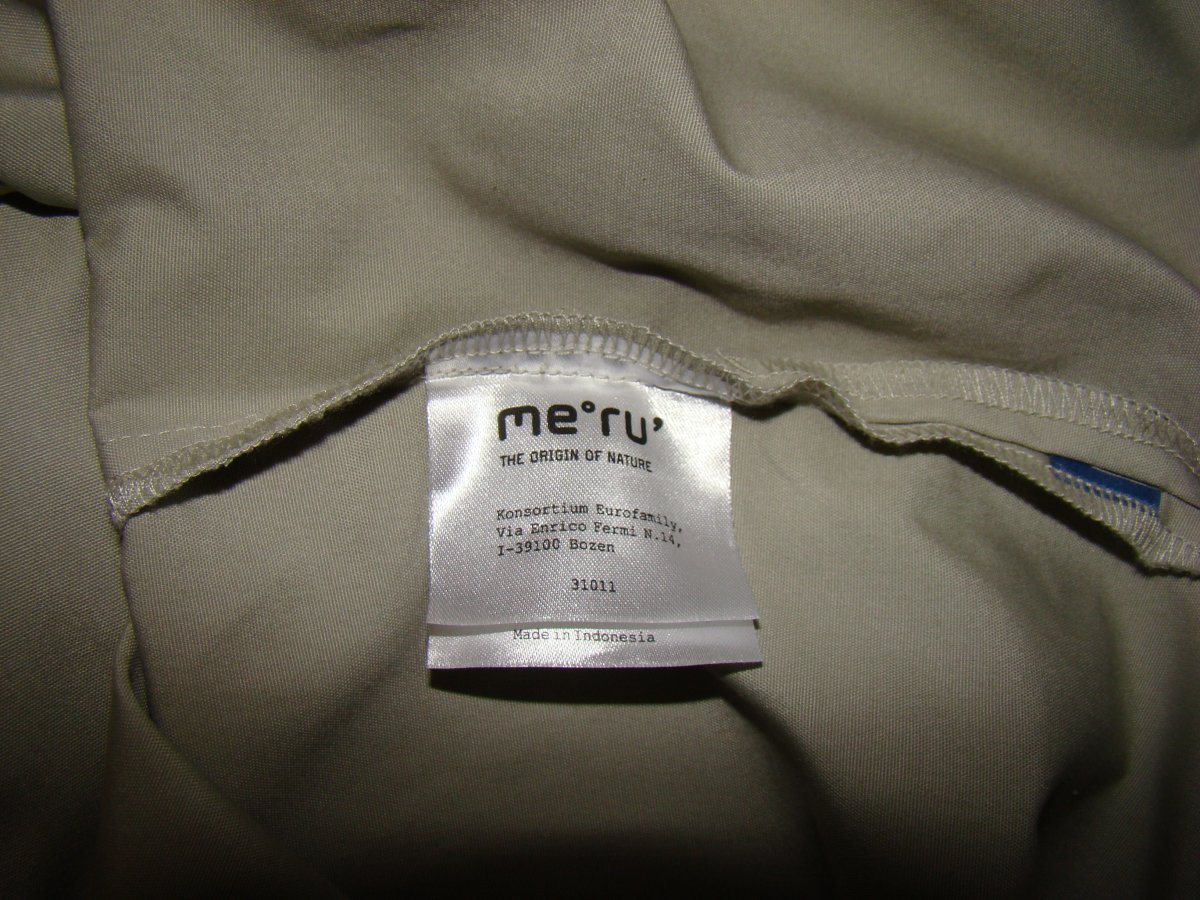 me°ru'
THE ORIGIN OF NATURE
Konsortium Eurofamily,
Via Enrico Fermi N.14,
I-39100 Bozen
31011
Made in Indonesia